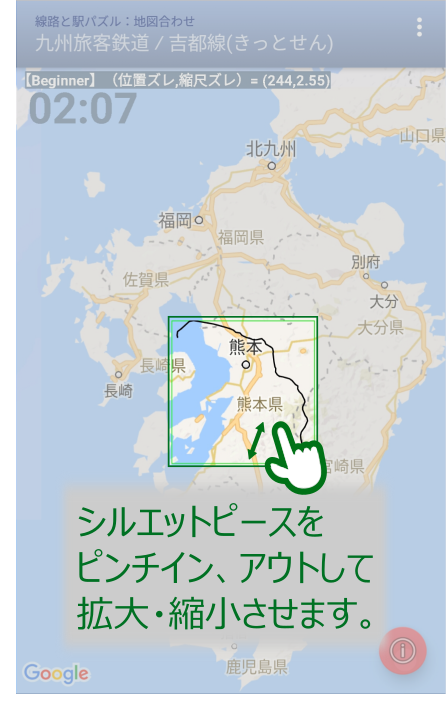 線路と駅パズル：地図合わせ
九州旅客鉄道 / 吉都線(きっとせん)
【Beginner】（位置ズレ,縮尺ズレ）= (244,2.55)
02:07
山口県
北九州
福岡
福岡県
別府
佐賀県
大分
大分県
熊本
長崎県
長崎
熊本県
宮崎県
シルエットピースを
ピンチイン、アウトして
拡大・縮小させます。
鹿児島県
Google